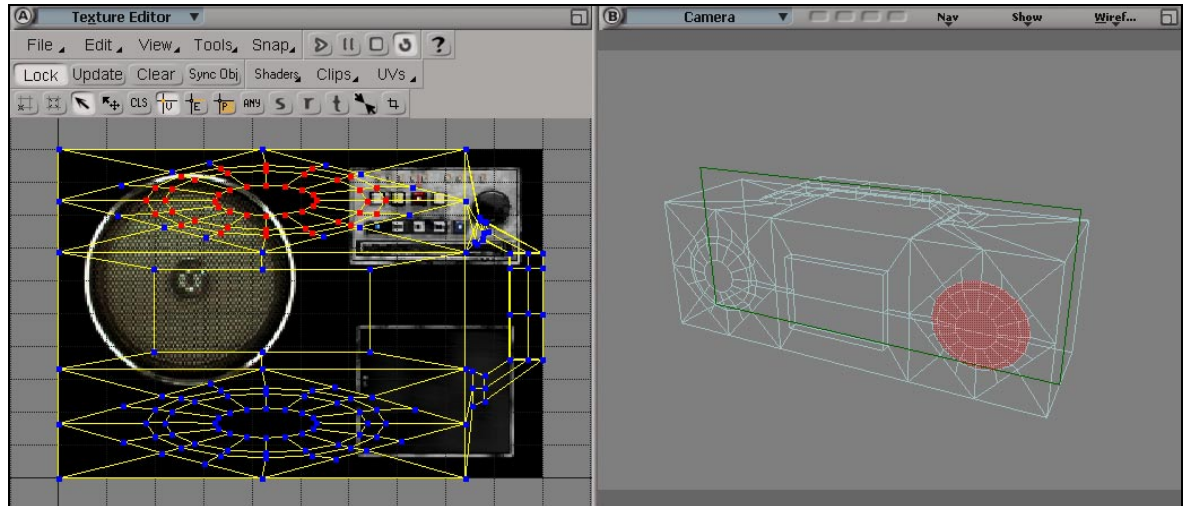 A Texture Editor
File Edit View Tools Snap ?
Lock Update Clear Sync Obj Shaders Clips UVs
CLS U E P ANY S r t
B Camera Nav Show Wiref...